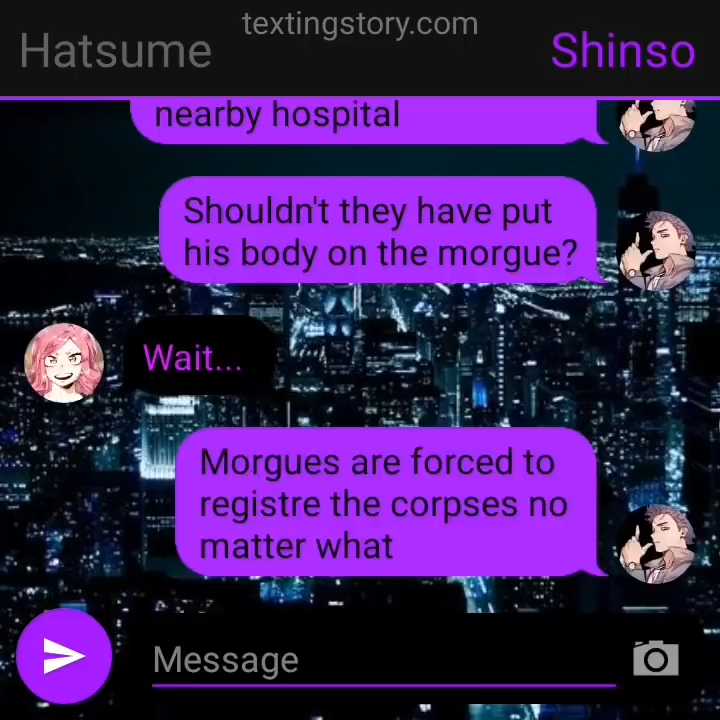 textingstory.com
Hatsume
Shinso
nearby hospital
Shouldn't they have put
his body on the morgue?
Wait...
Morgues are forced to
registre the corpses no
matter what
Message